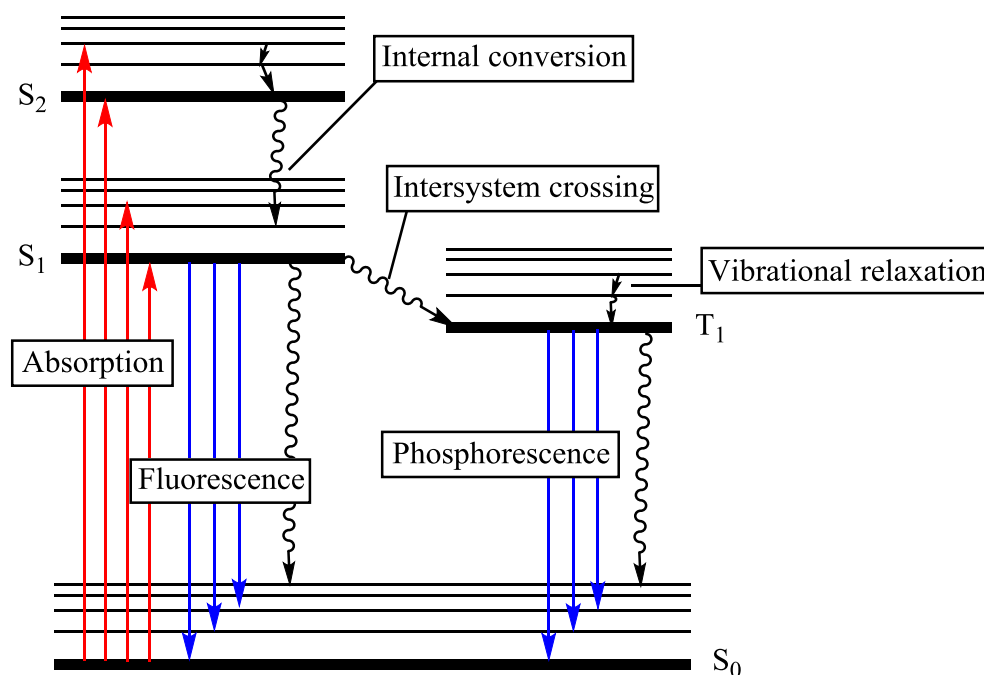 Internal conversion
S2
Intersystem crossing
S1
Vibrational relaxation
T1
Absorption
Phosphorescence
Fluorescence
S0